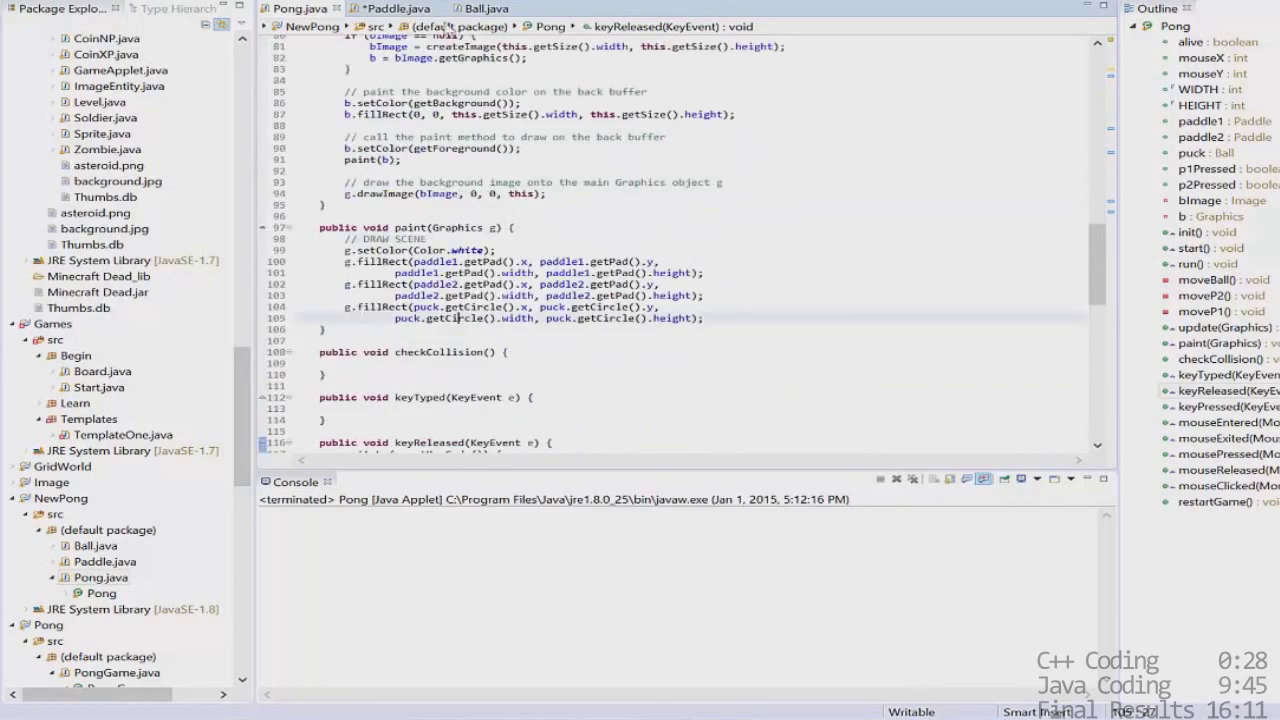 Package Explo...
Type Hierarch
CoinNP.java
CoinXP.java
GameApplet.java
ImageEntity.java
Level.java
Soldier.java
Sprite.java
Zombie.java
asteroid.png
background.jpg
Thumbs.db
asteroid.png
background.jpg
Thumbs.db
JRE System Library [JavaSE-1.7]
Minecraft Dead_lib
Minecraft Dead.jar
Thumbs.db
Games
src
Begin
Board.java
Start.java
Learn
Templates
TemplateOne.java
JRE System Library [JavaSE-1.7]
GridWorld
Image
NewPong
src
(default package)
Ball.java
Paddle.java
Pong.java
Pong
JRE System Library [JavaSE-1.8]
Pong
src
(default package)
PongGame.java
Pong.java
*Paddle.java
Ball.java
NewPong
src
(default package)
Pong
keyReleased(KeyEvent) : void
80 if (bImage == null) {
81 bImage = createImage(this.getSize().width, this.getSize().height);
82 b = bImage.getGraphics();
83 }
84
85 // paint the background color on the back buffer
86 b.setColor(getBackground());
87 b.fillRect(0, 0, this.getSize().width, this.getSize().height);
88
89 // call the paint method to draw on the back buffer
90 b.setColor(getForeground());
91 paint(b);
92
93 // draw the background image onto the main Graphics object g
94 g.drawImage(bImage, 0, 0, this);
95 }
96
97 public void paint(Graphics g) {
98 // DRAW SCENE
99 g.setColor(Color.white);
100 g.fillRect(paddle1.getPad().x, paddle1.getPad().y,
101 paddle1.getPad().width, paddle1.getPad().height);
102 g.fillRect(paddle2.getPad().x, paddle2.getPad().y,
103 paddle2.getPad().width, paddle2.getPad().height);
104 g.fillRect(puck.getCircle().x, puck.getCircle().y,
105 puck.getCircle().width, puck.getCircle().height);
106 }
107
108 public void checkCollision() {
109
110 }
111
112 public void keyTyped(KeyEvent e) {
113
114 }
115
116 public void keyReleased(KeyEvent e) {
Console
<terminated> Pong [Java Applet] C:\Program Files\Java\jre1.8.0_25\bin\javaw.exe (Jan 1, 2015, 5:12:16 PM)
Outline
Pong
alive : boolean
mouseX : int
mouseY : int
WIDTH : int
HEIGHT : int
paddle1 : Paddle
paddle2 : Paddle
puck : Ball
p1Pressed : boolean
p2Pressed : boolea
bImage : Image
b : Graphics
init() : void
start() : void
run() : void
moveBall() : void
moveP2() : void
moveP1() : void
update(Graphics) :
paint(Graphics) : v
checkCollision() : v
keyTyped(KeyEvent
keyReleased(KeyEv
keyPressed(KeyEve
mouseEntered(Mo
mouseExited(Mous
mousePressed(Mo
mouseReleased(M
mouseClicked(Mou
restartGame() : voi
C++ Coding 0:28
Java Coding 9:45
Final Results 16:11
Writable
Smart Insert